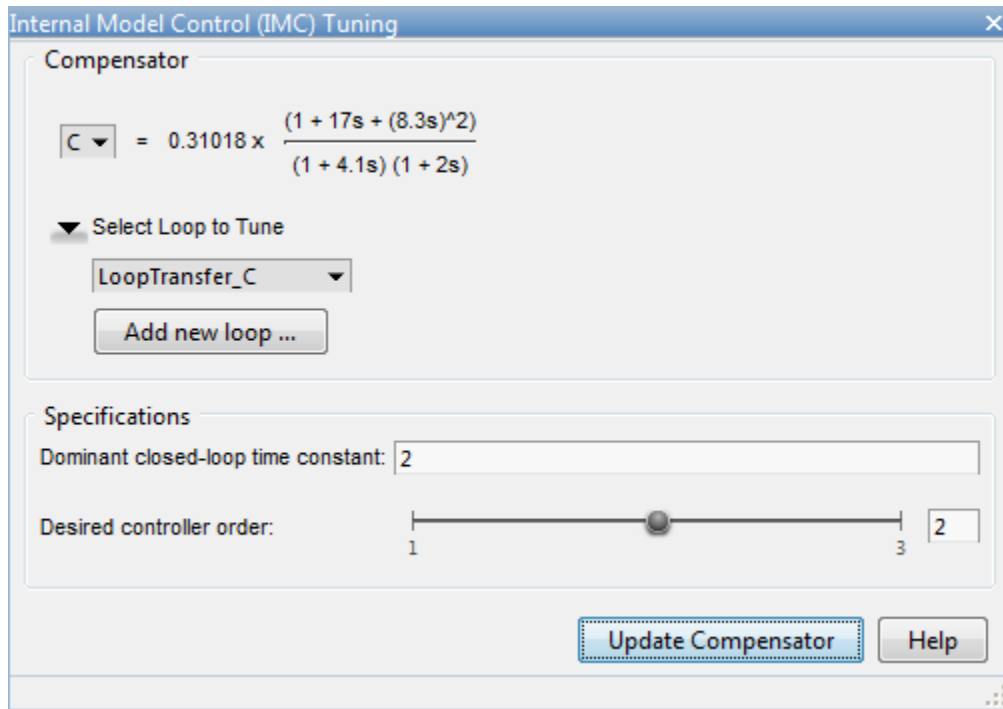 Internal Model Control (IMC) Tuning
Compensator
(1 + 17s + (8.3s)^2)
C = 0.31018 x
(1 + 4.1s) (1 + 2s)
Select Loop to Tune
LoopTransfer_C
Add new loop ...
Specifications
Dominant closed-loop time constant: 2
Desired controller order: 2
1 3
Update Compensator Help